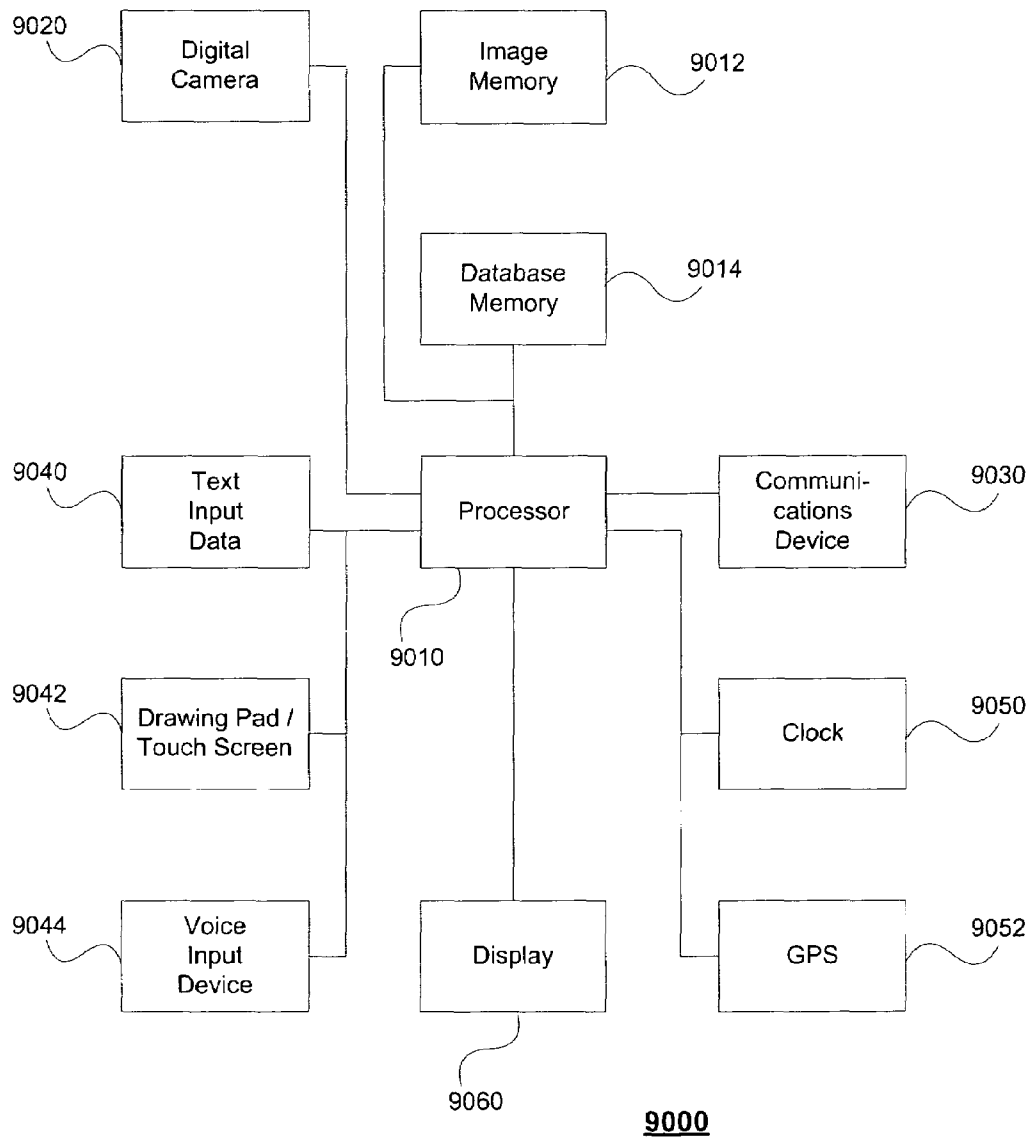 9020
Digital
Camera
Image
Memory
9012
Database
Memory
9014
9040
Text
Input
Data
Processor
9010
Communi-
cations
Device
9030
9042
Drawing Pad /
Touch Screen
Clock
9050
9044
Voice
Input
Device
Display
9060
GPS
9052
9000